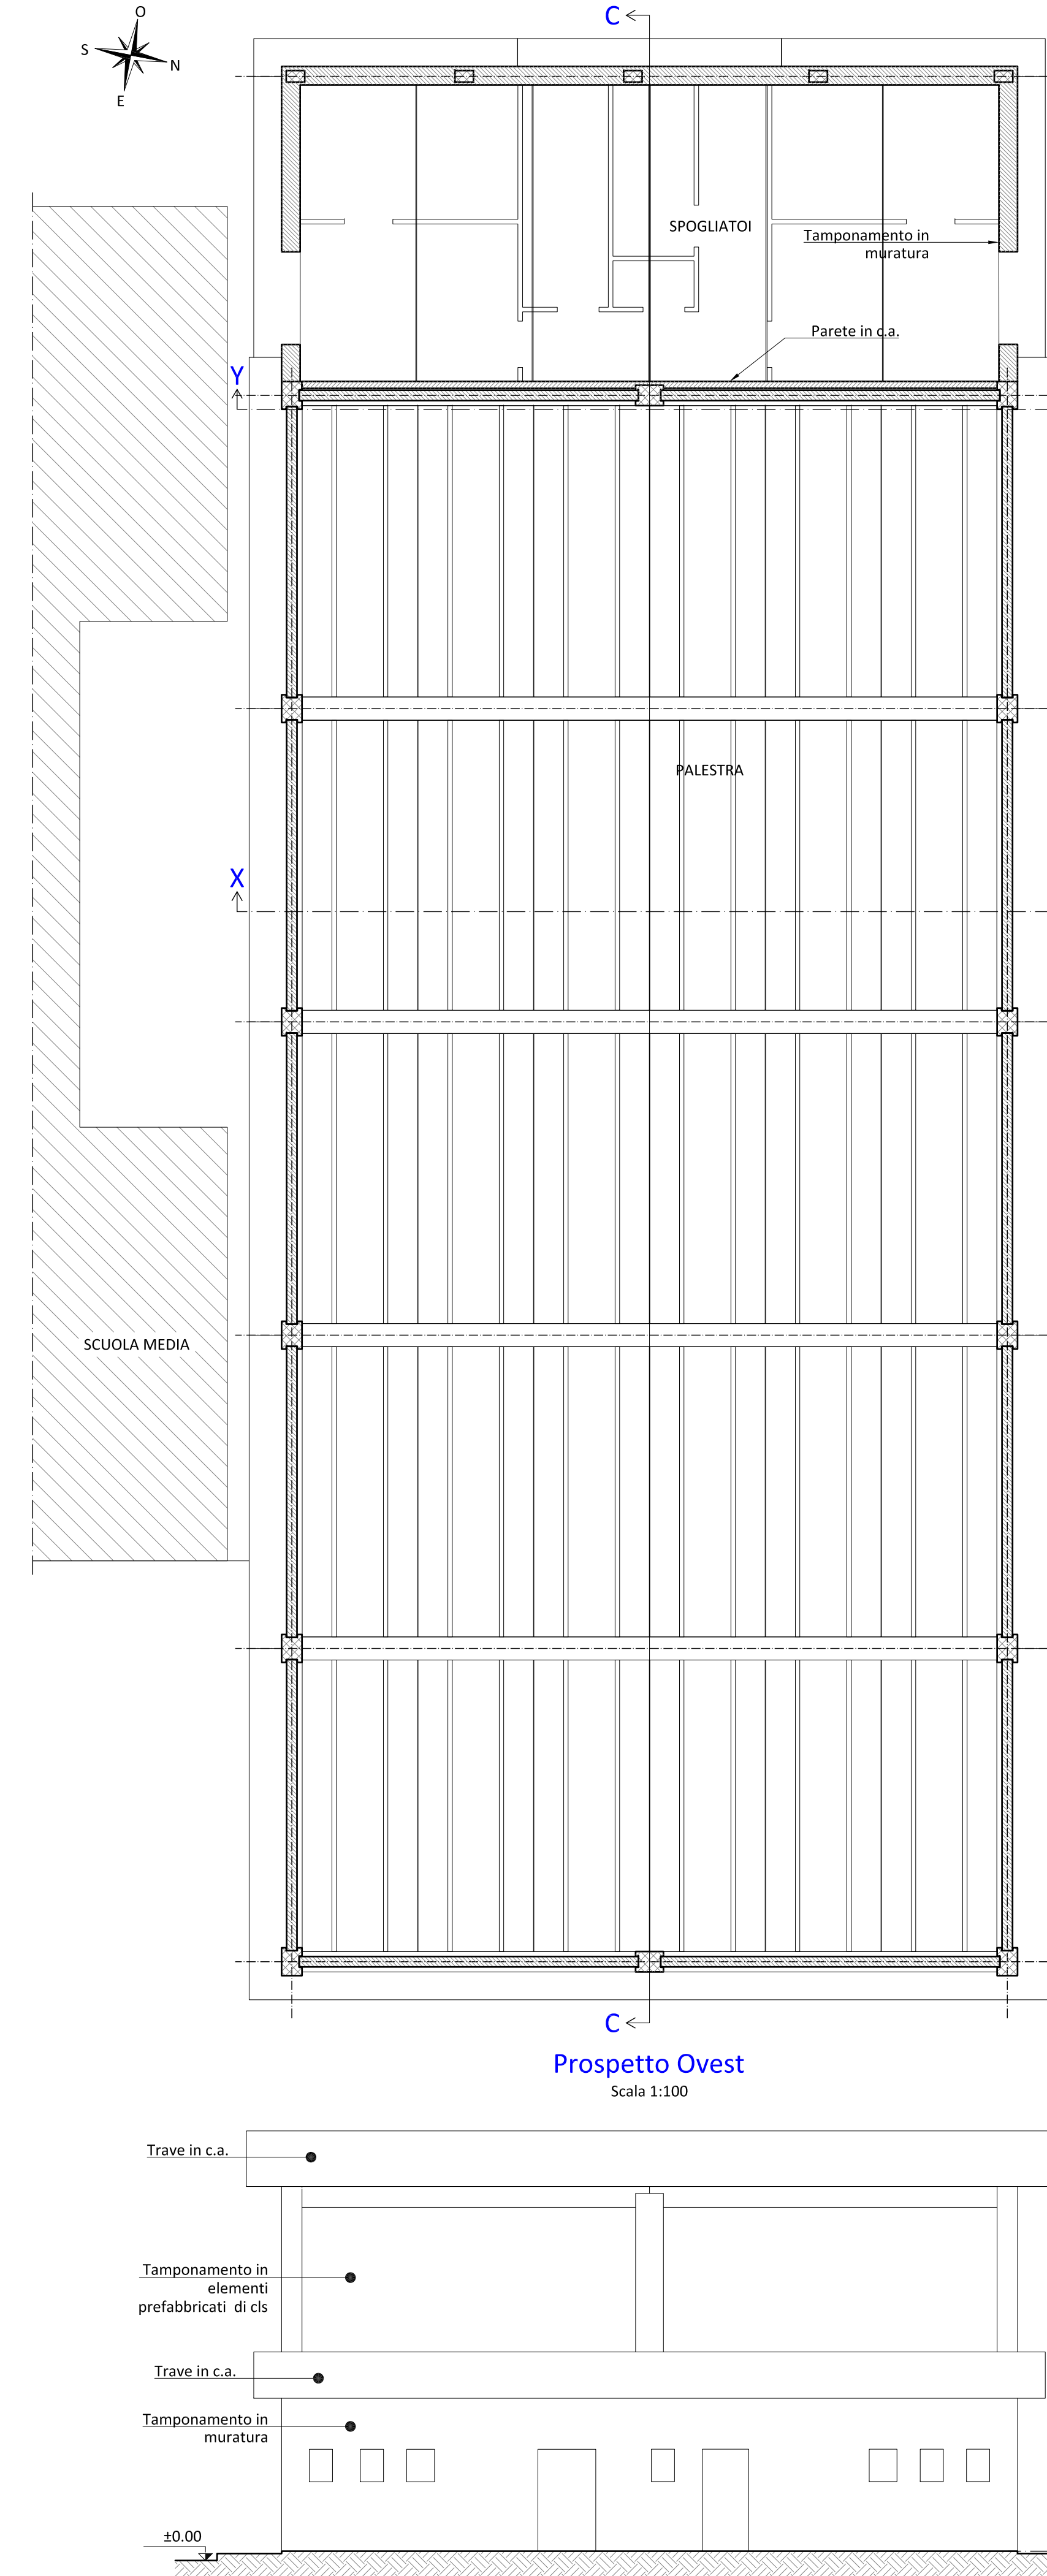 C
O
S
N
E
SPOGLIATOI
Tamponamento in
muratura
Parete in c.a.
Y
PALESTRA
X
SCUOLA MEDIA
C
Prospetto Ovest
Scala 1:100
Trave in c.a.
Tamponamento in
elementi
prefabbricati di cls
Trave in c.a.
Tamponamento in
muratura
±0.00